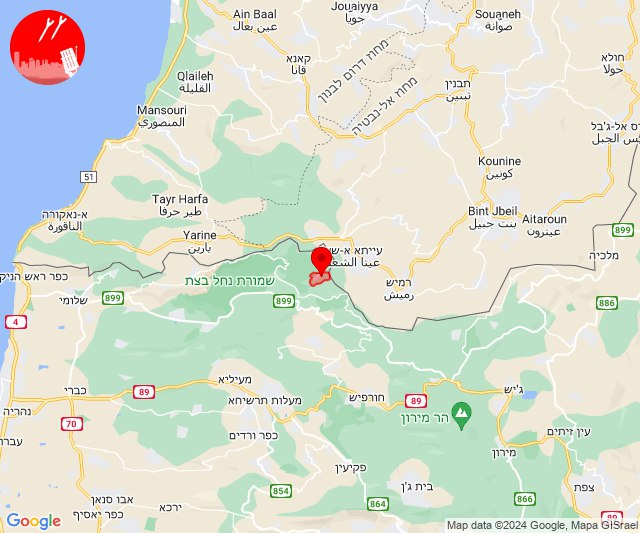 Ain Baal
عين بعال
Jouaiyya
جويا
Souaneh
صوانة
קאנא
قانا
מחוז דרום לבנון
מחוז אל-נבטיה
חולא
حولا
Qlaileh
القليلة
תבנין
تبنين
Mansouri
المنصوري
ס אל-ג'בל
س الجبل
Kounine
كونين
51
Tayr Harfa
طير حرفا
א-נאקורה
الناقورة
Bint Jbeil
بنت جبيل
Aitaroun
عيترون
899
Yarine
يارين
עייתא א-ש
عيتا الشع
מלכיה
כפר ראש הניק
שמורת נחל בצת
רמיש
رميش
899
שלומי
899
886
4
מעיליא
89
כברי
89
חורפיש
ג'יש
מעלות תרשיחא
נהריה
70
הר מירון
כפר ורדים
עין זיתים
עברו
מירון
פקיעין
צפת
854
בית ג'ן
אבו סנאן
ירכא
864
866
כפר יאסיף
Google
Map data ©2024 Google, Mapa GISrael